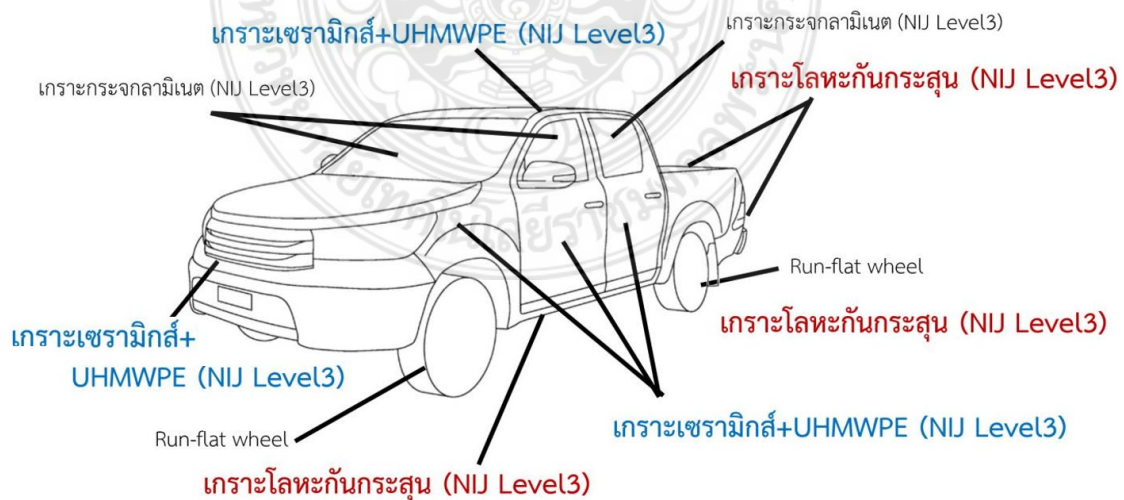 เกราะเซรามิกส์+UHMWPE (NIJ Level3)
เกราะกระจกลามิเนต (NIJ Level3)
เกราะกระจกลามิเนต (NIJ Level3)
เกราะโลหะกันกระสุน (NIJ Level3)
Run-flat wheel
เกราะโลหะกันกระสุน (NIJ Level3)
เกราะเซรามิกส์+
UHMWPE (NIJ Level3)
เกราะเซรามิกส์+UHMWPE (NIJ Level3)
Run-flat wheel
เกราะโลหะกันกระสุน (NIJ Level3)